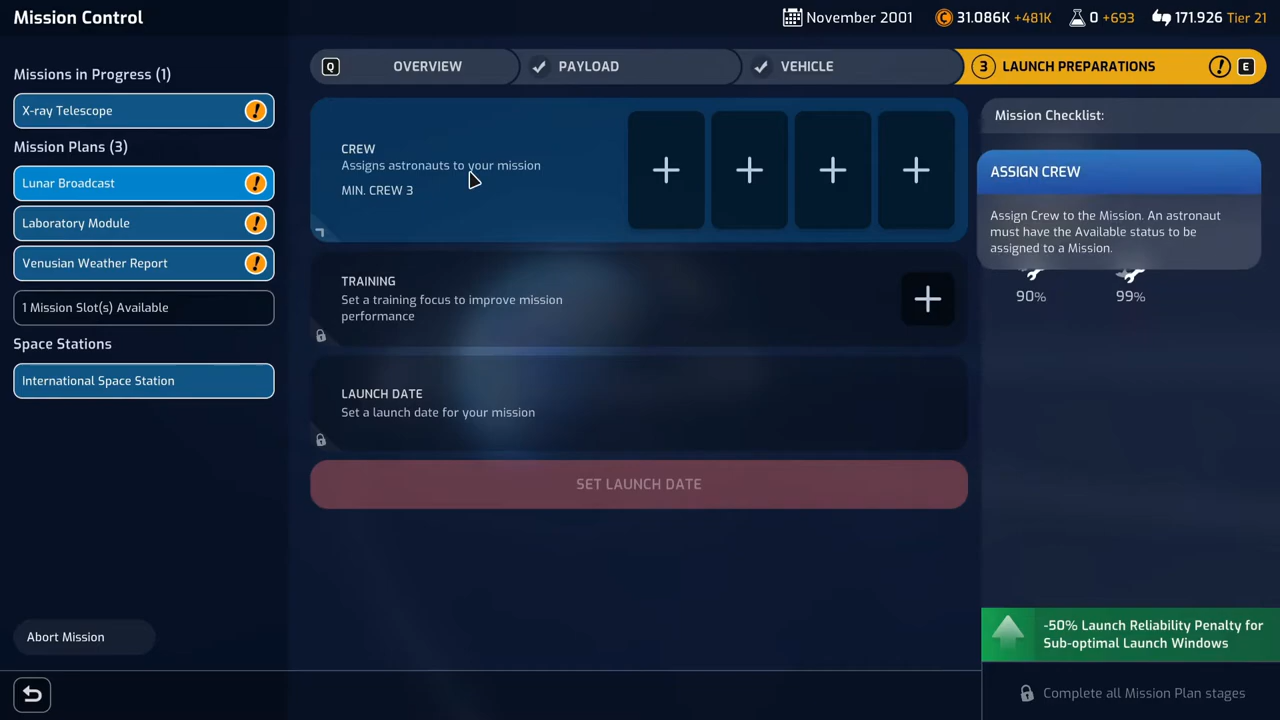 Mission Control
November 2001
31.086K +481K
0 +693
171.926 Tier 21
Missions in Progress (1)
X-ray Telescope
Mission Plans (3)
Lunar Broadcast
Laboratory Module
Venusian Weather Report
1 Mission Slot(s) Available
Space Stations
International Space Station
Abort Mission
Q
OVERVIEW
PAYLOAD
VEHICLE
3 LAUNCH PREPARATIONS
E
CREW
Assigns astronauts to your mission
MIN. CREW 3
TRAINING
Set a training focus to improve mission
performance
LAUNCH DATE
Set a launch date for your mission
SET LAUNCH DATE
Mission Checklist:
ASSIGN CREW
Assign Crew to the Mission. An astronaut
must have the Available status to be
assigned to a Mission.
90%
99%
-50% Launch Reliability Penalty for
Sub-optimal Launch Windows
Complete all Mission Plan stages